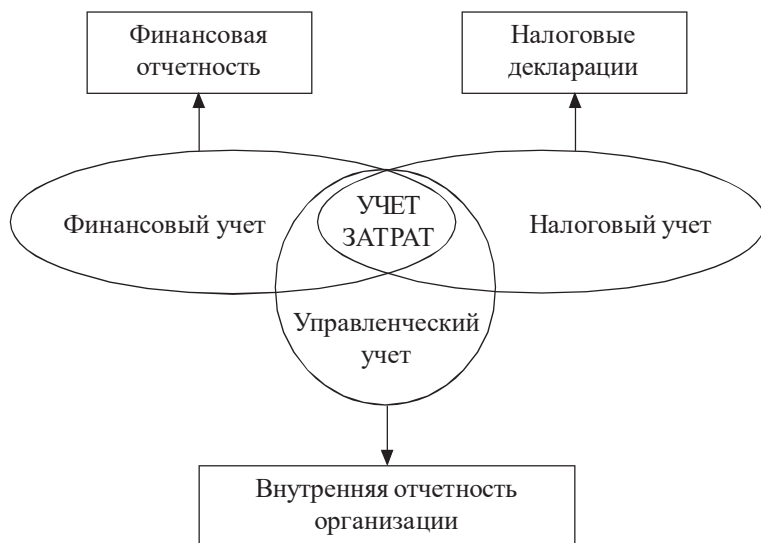 Финансовая
отчетность
Налоговые
декларации
Финансовый учет
УЧЕТ
ЗАТРАТ
Налоговый учет
Управленческий
учет
Внутренняя отчетность
организации